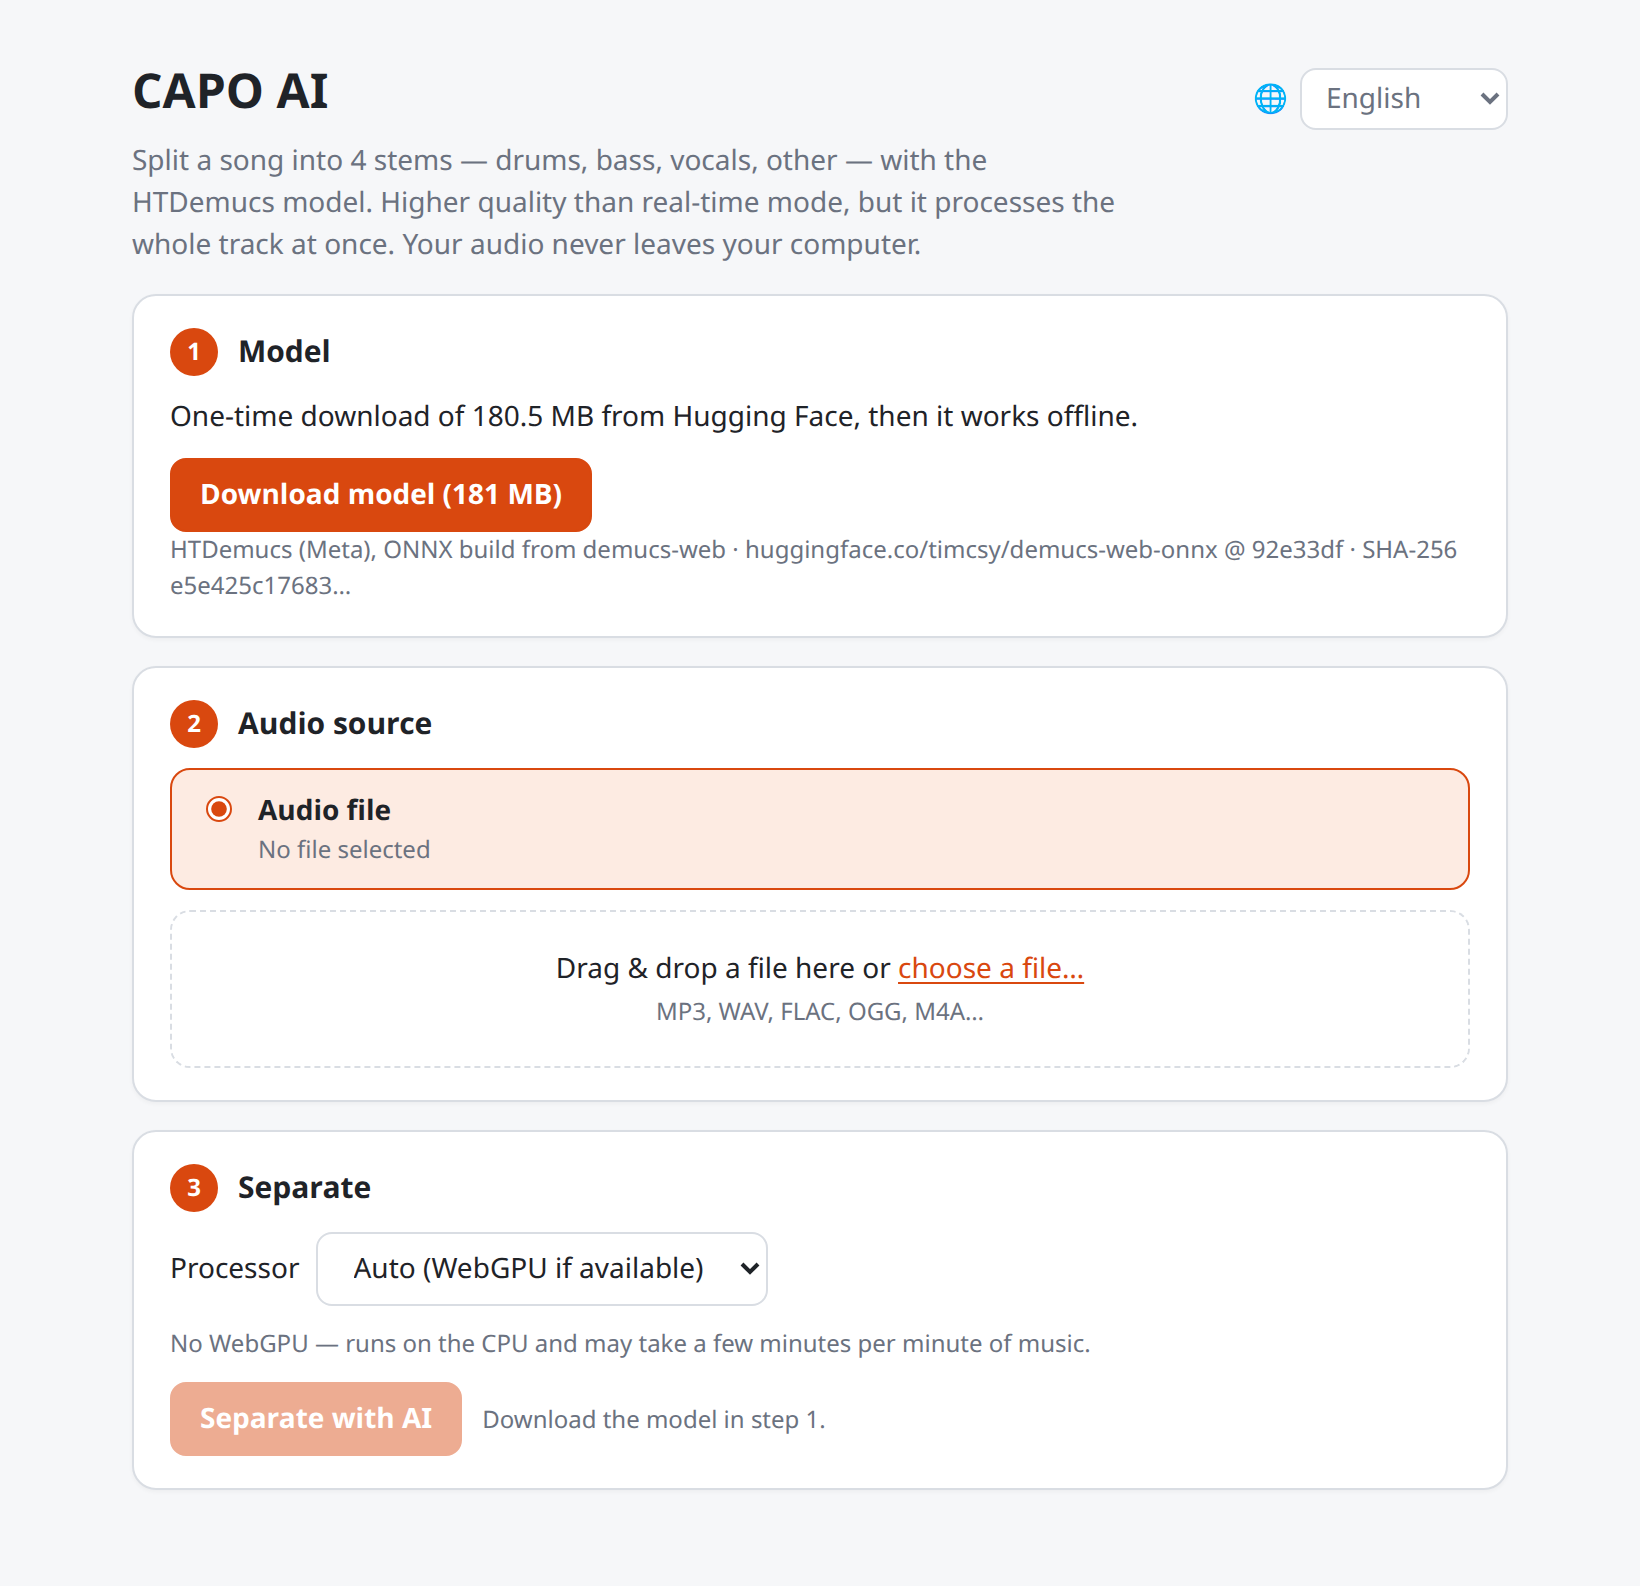 CAPO AI
English
Split a song into 4 stems — drums, bass, vocals, other — with the
HTDemucs model. Higher quality than real-time mode, but it processes the
whole track at once. Your audio never leaves your computer.
1 Model
One-time download of 180.5 MB from Hugging Face, then it works offline.
Download model (181 MB)
HTDemucs (Meta), ONNX build from demucs-web · huggingface.co/timcsy/demucs-web-onnx @ 92e33df · SHA-256
e5e425c17683…
2 Audio source
Audio file
No file selected
Drag & drop a file here or choose a file…
MP3, WAV, FLAC, OGG, M4A…
3 Separate
Processor Auto (WebGPU if available)
No WebGPU — runs on the CPU and may take a few minutes per minute of music.
Separate with AI Download the model in step 1.